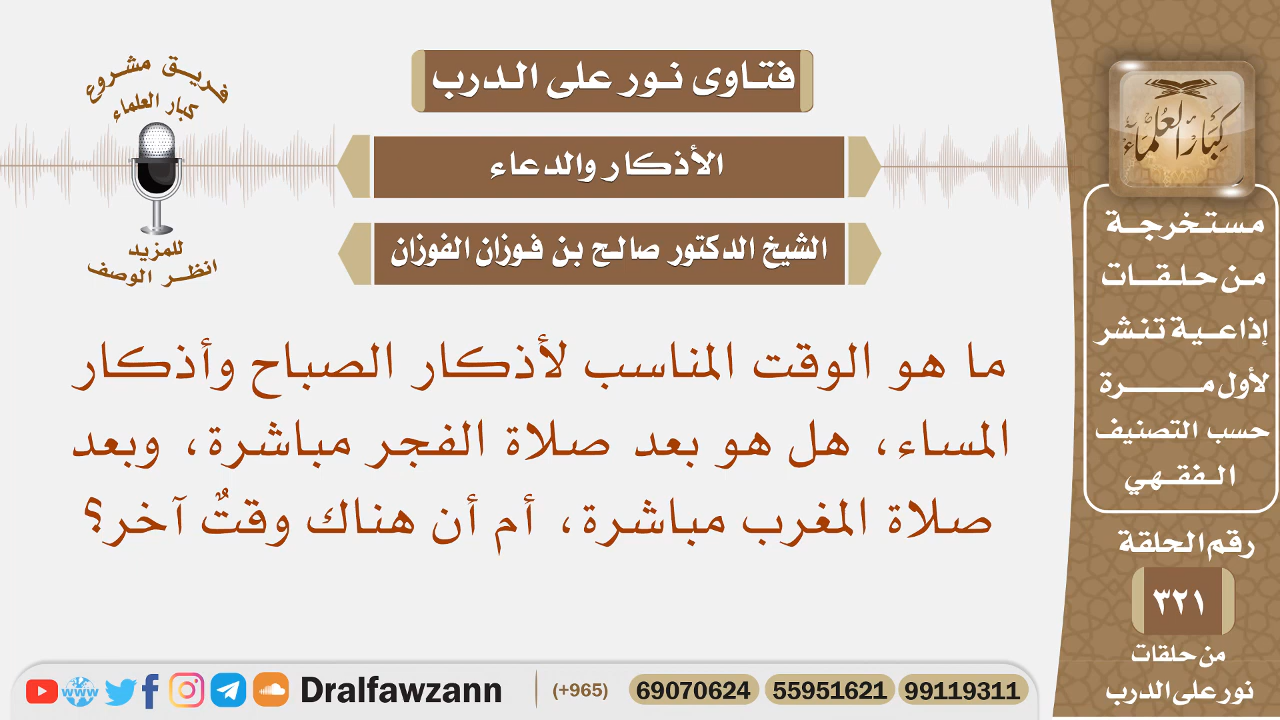 فتاوى نور على الدرب
الأذكار والدعاء
الشيخ الدكتور صالح بن فوزان الفوزان
فريق مشروع
كبار العلماء
للمزيد
انظر الوصف
ما هو الوقت المناسب لأذكار الصباح وأذكار
المساء، هل هو بعد صلاة الفجر مباشرة، وبعد
صلاة المغرب مباشرة، أم أن هناك وقتٌ آخر؟
كبار العلماء
مستخرجة
من حلقات
إذاعية تنشر
لأول مرة
حسب التصنيف
الفقهي
رقم الحلقة
٣٢١
من حلقات
نور على الدرب
www
Dralfawzann
(+965) 69070624 55951621 99119311